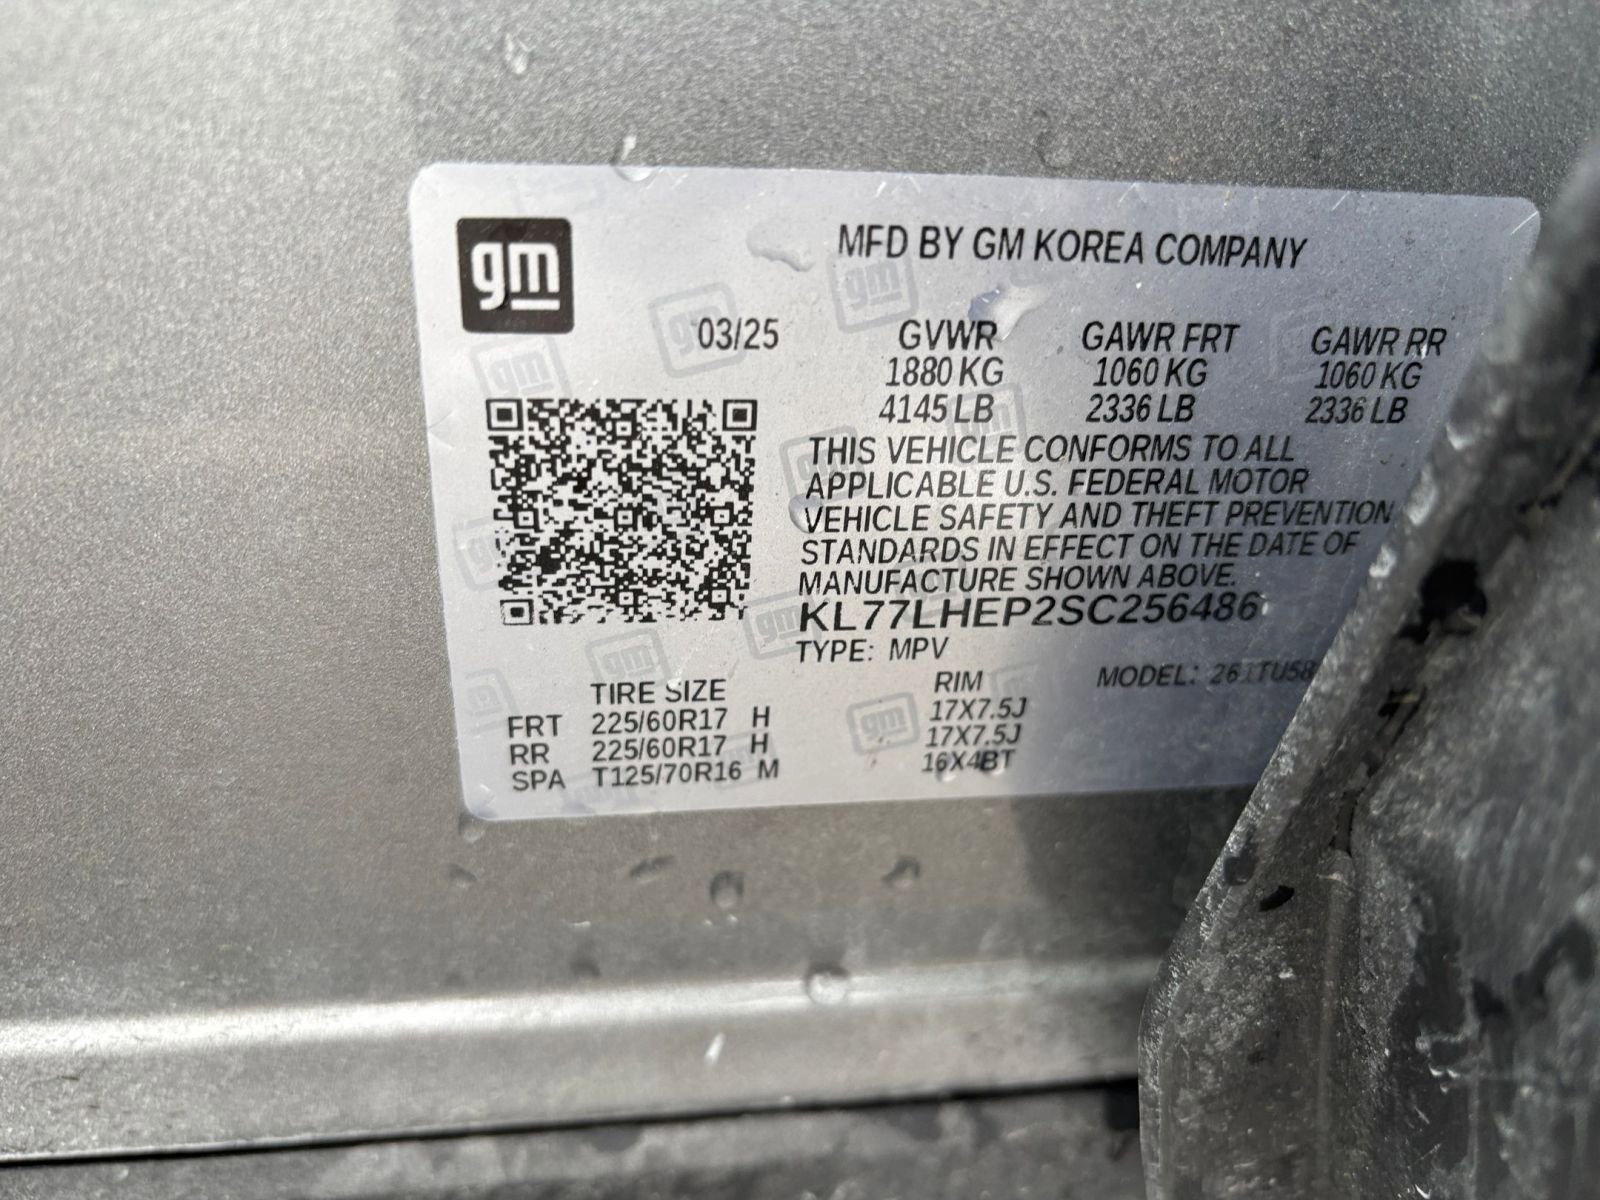 gm
MFD BY GM KOREA COMPANY
03/25 GVWR GAWR FRT GAWR RR
1880 KG 1060 KG 1060 KG
4145 LB 2336 LB 2336 LB
THIS VEHICLE CONFORMS TO ALL
APPLICABLE U.S. FEDERAL MOTOR
VEHICLE SAFETY AND THEFT PREVENTION
STANDARDS IN EFFECT ON THE DATE OF
MANUFACTURE SHOWN ABOVE.
KL77LHEP2SC256486
TYPE: MPV
MODEL:
TIRE SIZE RIM
FRT 225/60R17 H 17X7.5J
RR 225/60R17 H 17X7.5J
SPA T125/70R16 M 16X4BT